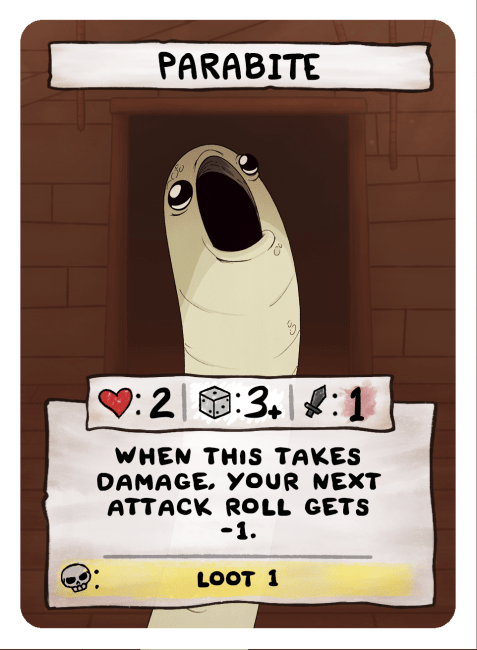 PARABITE
:2 :3+ :1
WHEN THIS TAKES
DAMAGE, YOUR NEXT
ATTACK ROLL GETS
-1.
: LOOT 1